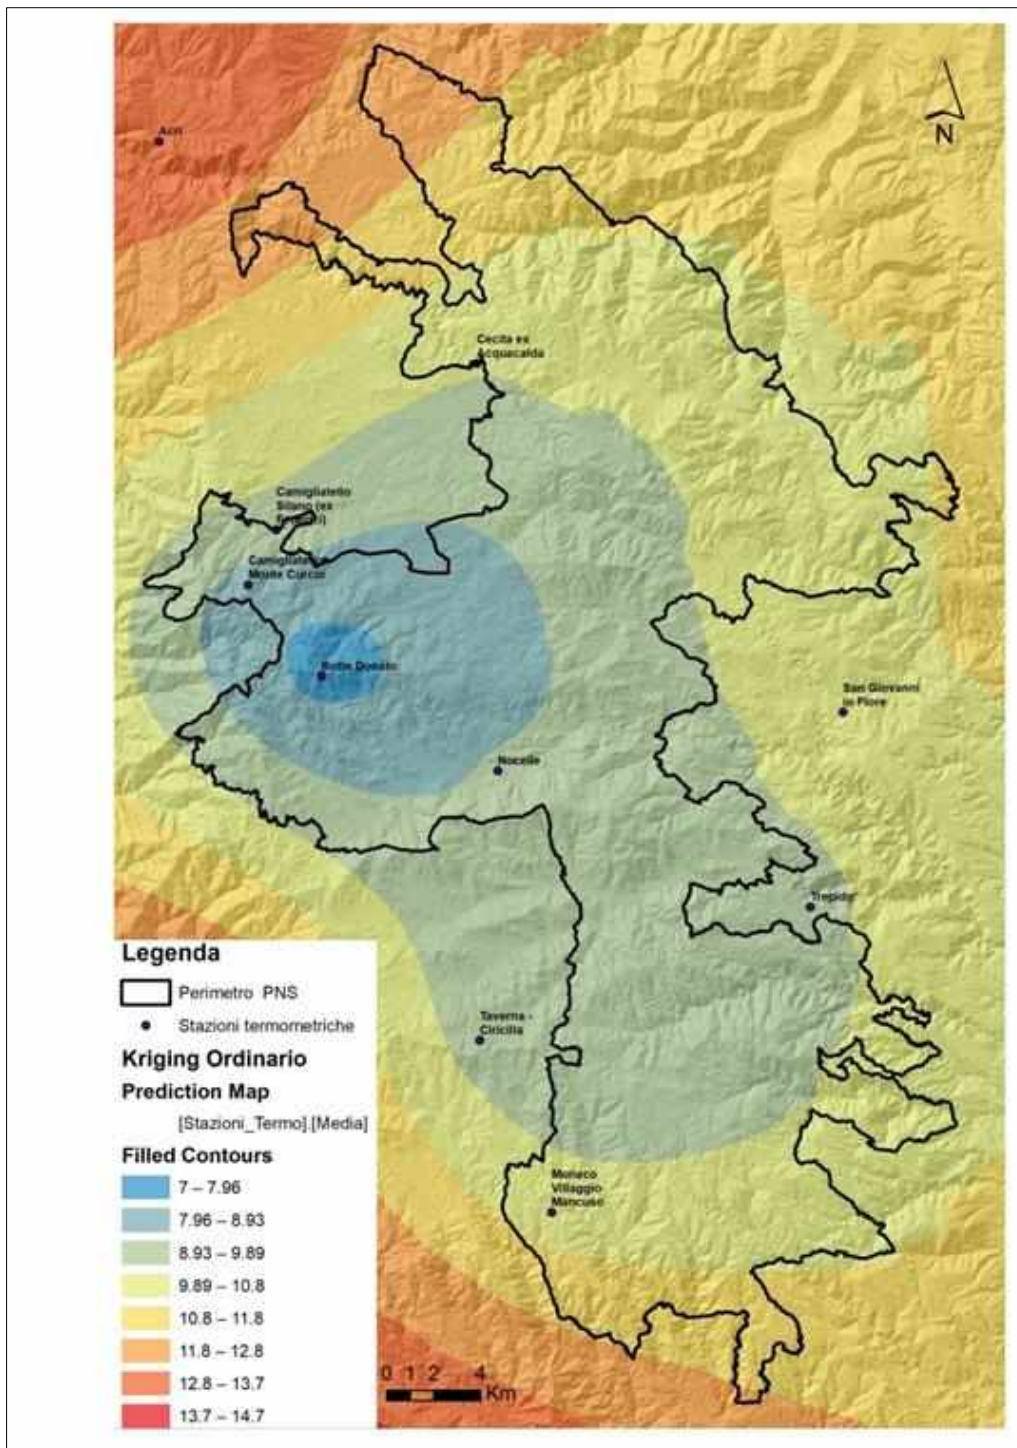 Acri
N
Cecita ex
Acquacalda
Camigliatello
Silano (ex
Monte Curcio
Botte Donato
San Giovanni
in Fiore
Nocelle
Trepido
Taverna -
Ciricilla
Monaco
Villaggio
Mancuso
Legenda
Perimetro PNS
Stazioni termometriche
Kriging Ordinario
Prediction Map
[Stazioni_Termo].[Media]
Filled Contours
7 – 7.96
7.96 – 8.93
8.93 – 9.89
9.89 – 10.8
10.8 – 11.8
11.8 – 12.8
12.8 – 13.7
13.7 – 14.7
0 1 2 4
Km